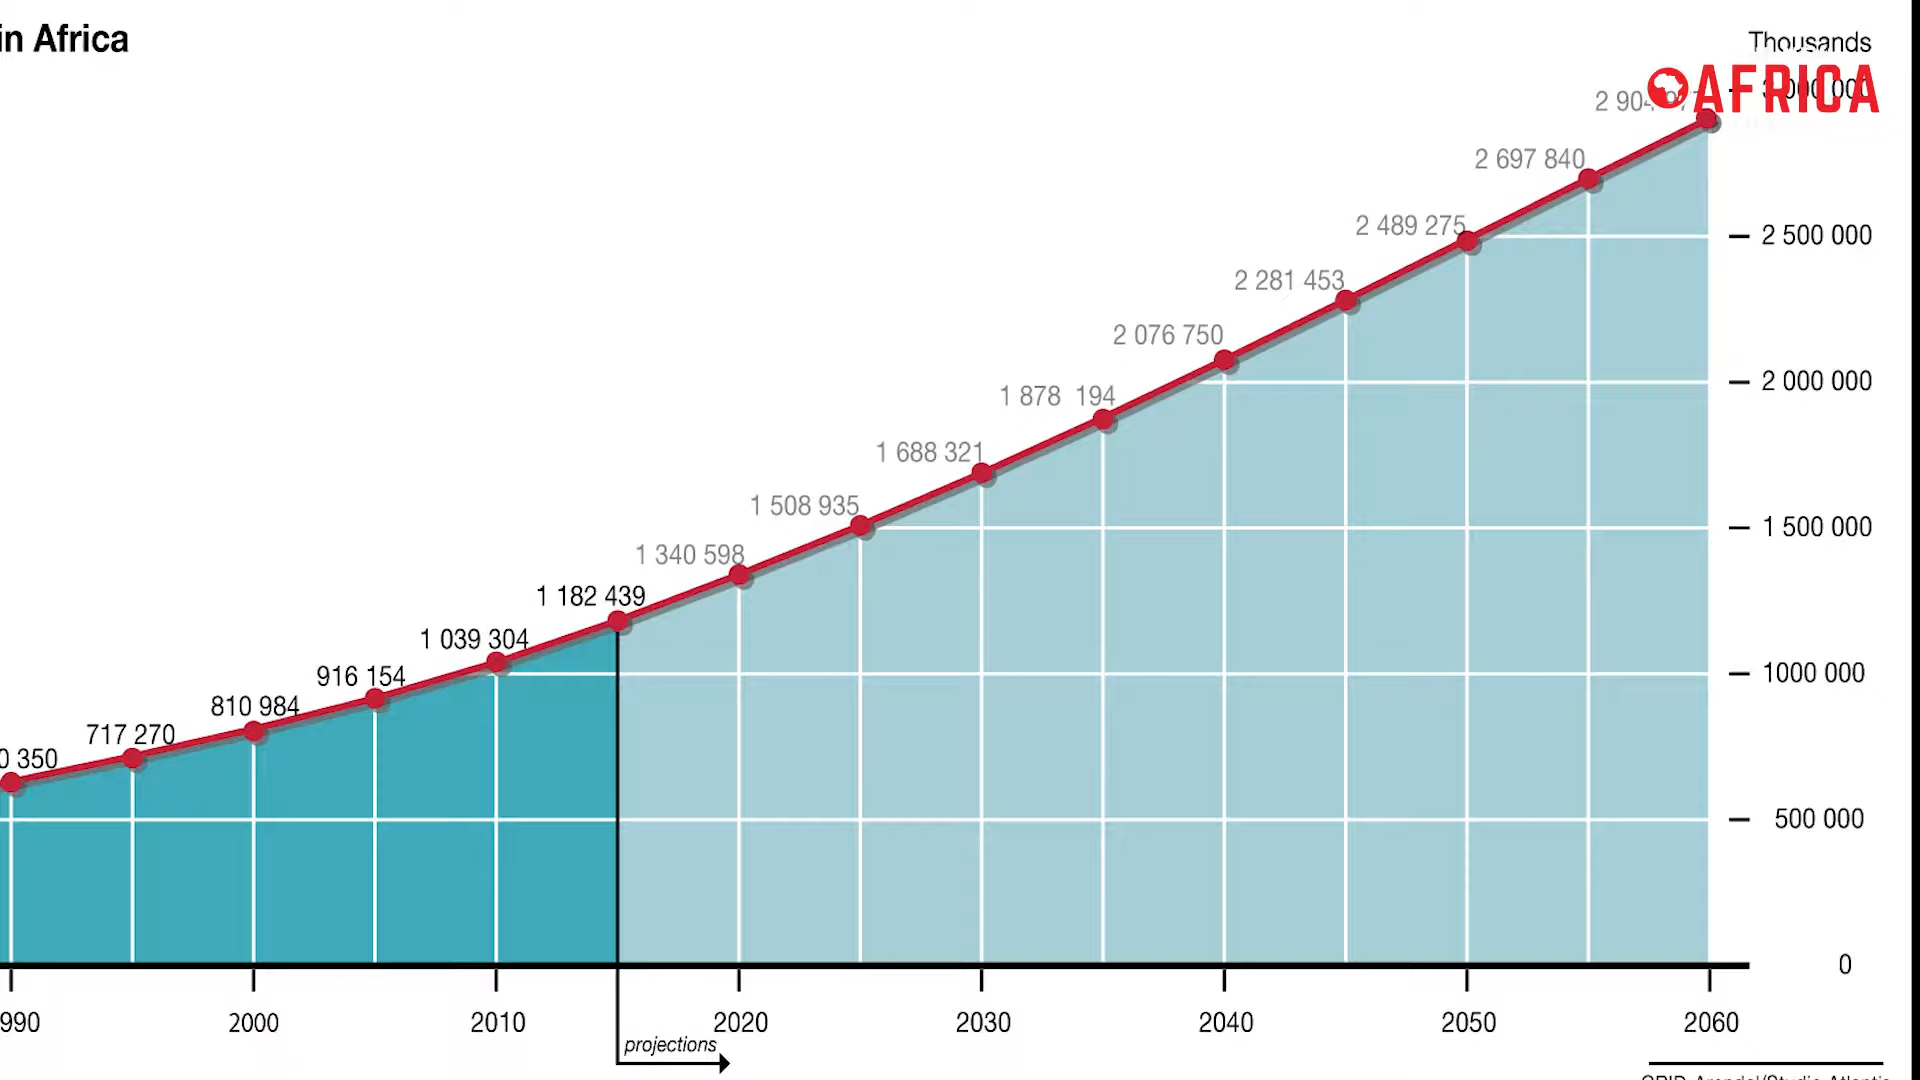 in Africa
Thousands
AFRICA
2 697 840
2 489 275
2 500 000
2 281 453
2 076 750
2 000 000
1 878 194
1 688 321
1 508 935
1 500 000
1 340 598
1 182 439
1 039 304
1000 000
916 154
810 984
717 270
0 350
500 000
0
990
2000
2010
2020
2030
2040
2050
2060
projections